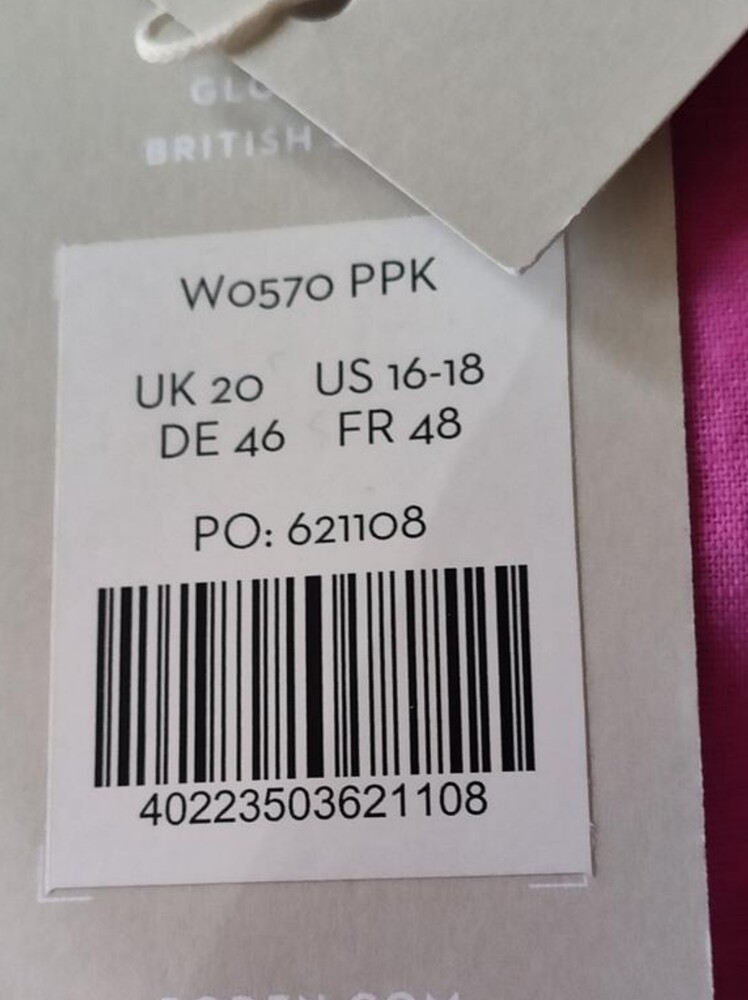 BRITISH
W0570 PPK
UK 20 US 16-18
DE 46 FR 48
PO: 621108
40223503621108